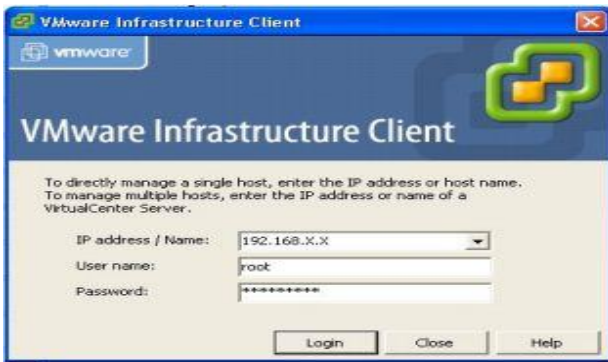 VMware Infrastructure Client
vmware
VMware Infrastructure Client
To directly manage a single host, enter the IP address or host name.
To manage multiple hosts, enter the IP address or name of a
VirtualCenter Server.
IP address / Name: 192.168.X.X
User name: root
Password: *********
Login Close Help